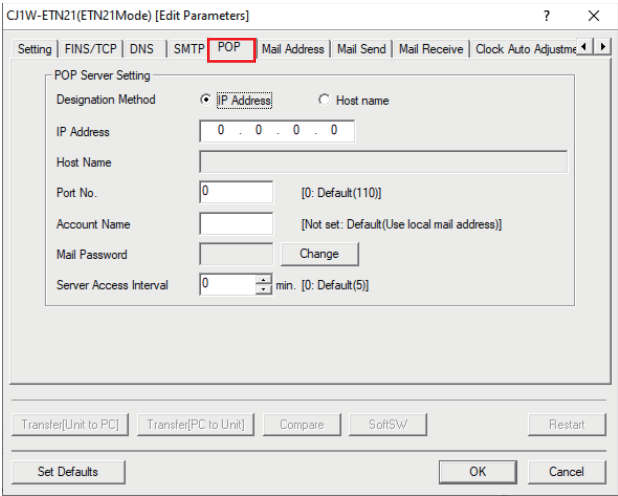 CJ1W-ETN21(ETN21Mode) [Edit Parameters]
Setting FINS/TCP DNS SMTP POP Mail Address Mail Send Mail Receive Clock Auto Adjustme
POP Server Setting
Designation Method IP Address Host name
IP Address 0 . 0 . 0 . 0
Host Name
Port No. 0 [0: Default(110)]
Account Name [Not set: Default(Use local mail address)]
Mail Password Change
Server Access Interval 0 min. [0: Default(5)]
Transfer[Unit to PC] Transfer[PC to Unit] Compare SoftSW Restart
Set Defaults OK Cancel